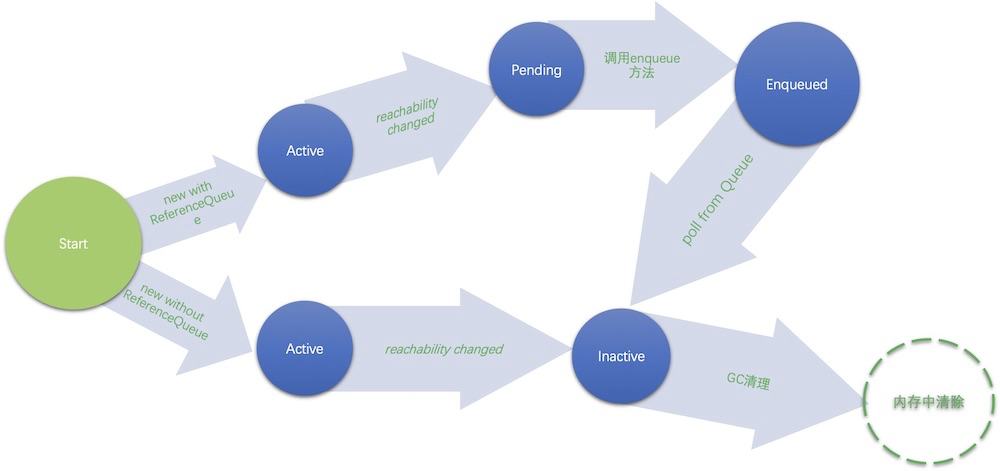 Start
new with
ReferenceQueu
e
Active
reachability
changed
Pending
调用enqueue
方法
Enqueued
poll from Queue
new without
ReferenceQueue
Active
reachability changed
Inactive
GC清理
内存中清除